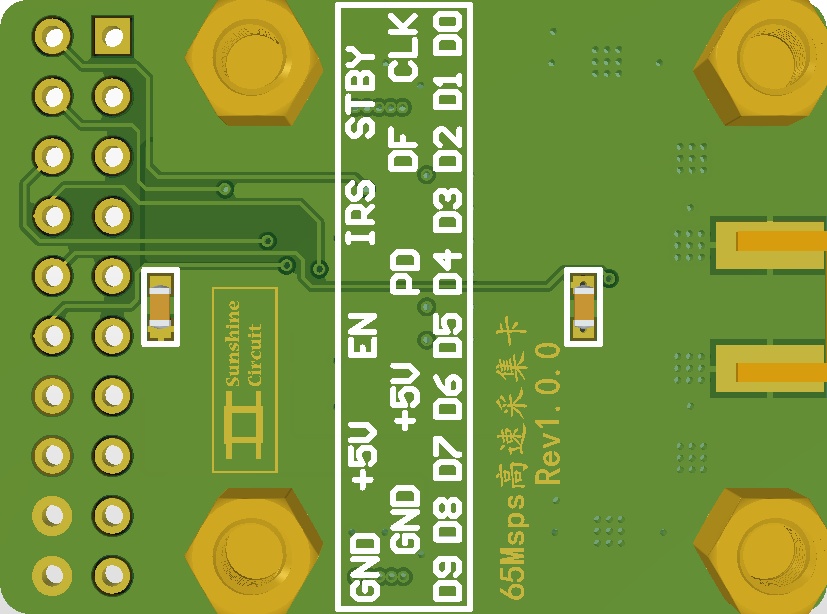 GND +5V EN IRS STBY
GND +5V PD DF CLK
D9 D8 D7 D6 D5 D4 D3 D2 D1 D0
Sunshine
Circuit
65Msps高速采集卡
Rev1.0.0